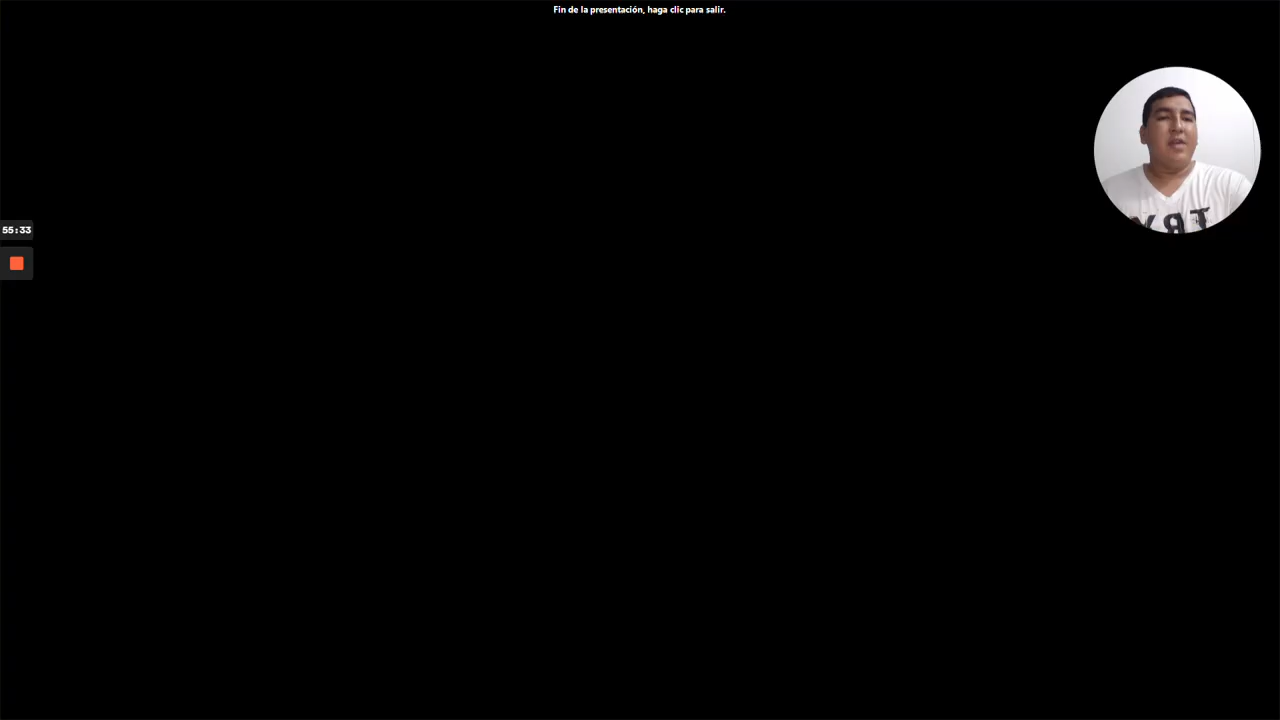 Fin de la presentación, haga clic para salir.
55:33